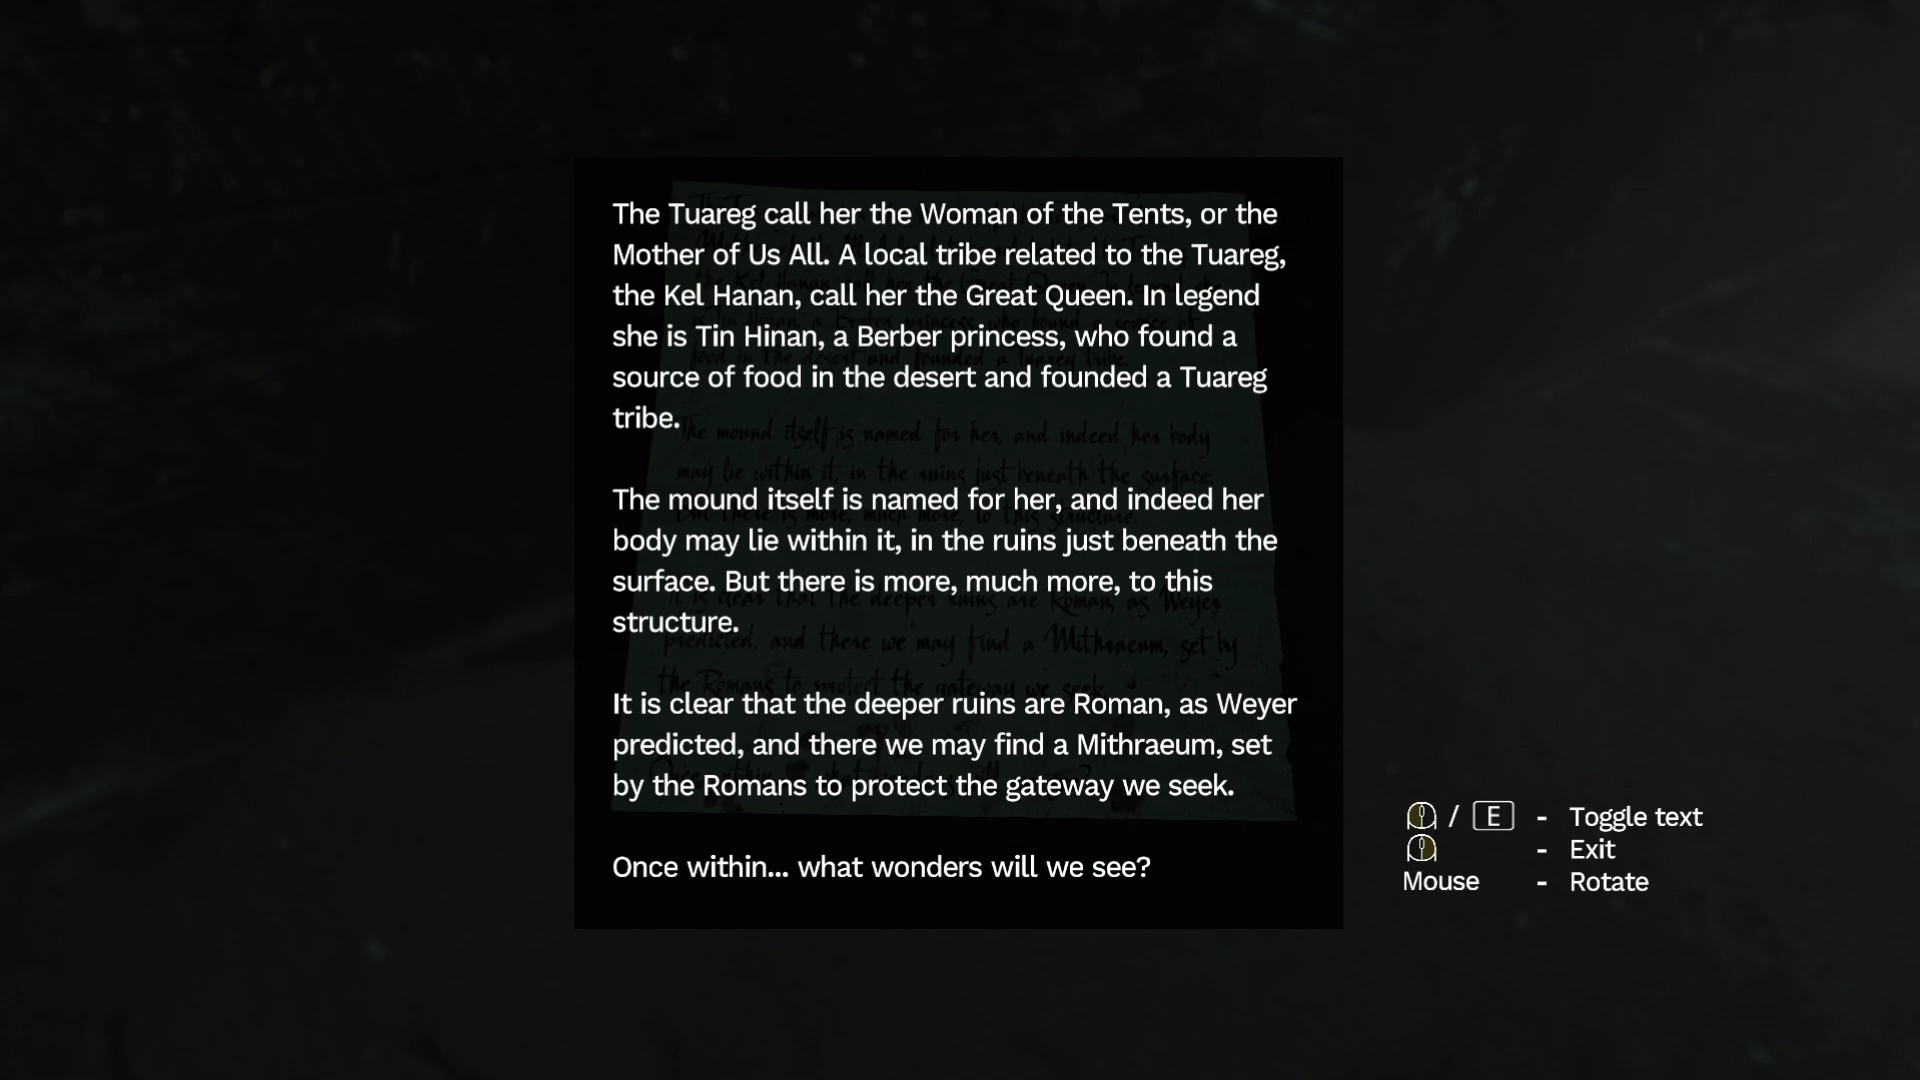 The Tuareg call her the Woman of the Tents, or the
Mother of Us All. A local tribe related to the Tuareg,
the Kel Hanan, call her the Great Queen. In legend
she is Tin Hinan, a Berber princess, who found a
source of food in the desert and founded a Tuareg
tribe.
The mound itself is named for her, and indeed her
body may lie within it, in the ruins just beneath the
surface. But there is more, much more, to this
structure.
It is clear that the deeper ruins are Roman, as Weyer
predicted, and there we may find a Mithraeum, set
by the Romans to protect the gateway we seek.
Once within... what wonders will we see?
/ E - Toggle text
- Exit
Mouse - Rotate